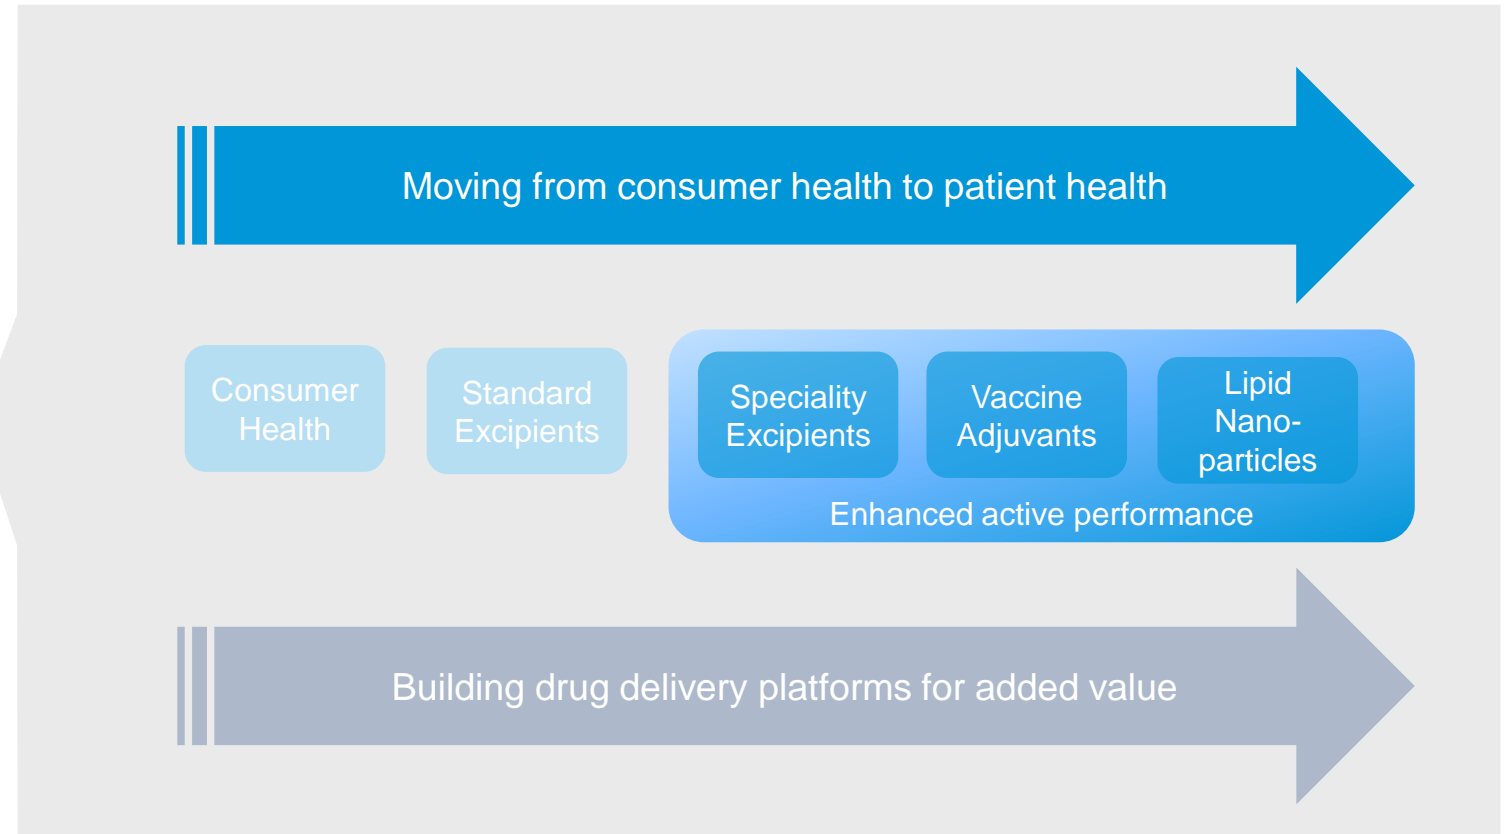 Moving from consumer health to patient health
Consumer
Health
Standard
Excipients
Speciality
Excipients
Vaccine
Adjuvants
Lipid
Nano-
particles
Enhanced active performance
Building drug delivery platforms for added value